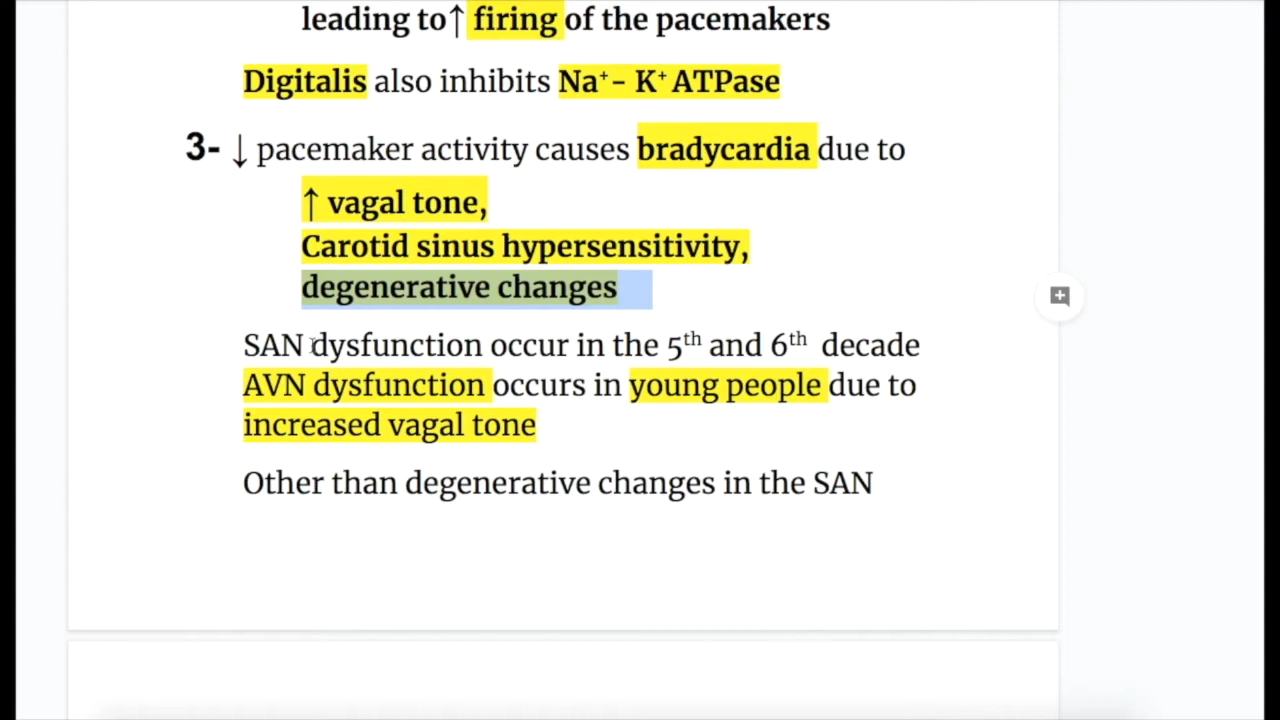 leading to↑ firing of the pacemakers
Digitalis also inhibits Na⁺- K⁺ ATPase
3- ↓ pacemaker activity causes bradycardia due to
↑ vagal tone,
Carotid sinus hypersensitivity,
degenerative changes
SAN dysfunction occur in the 5th and 6th decade
AVN dysfunction occurs in young people due to
increased vagal tone
Other than degenerative changes in the SAN